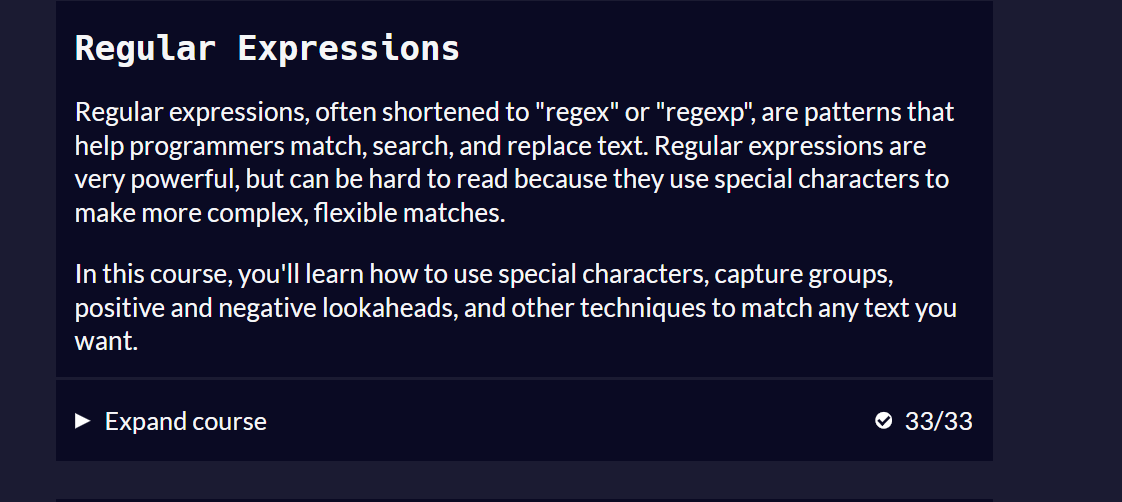 Regular Expressions
Regular expressions, often shortened to "regex" or "regexp", are patterns that
help programmers match, search, and replace text. Regular expressions are
very powerful, but can be hard to read because they use special characters to
make more complex, flexible matches.
In this course, you'll learn how to use special characters, capture groups,
positive and negative lookaheads, and other techniques to match any text you
want.
Expand course 33/33